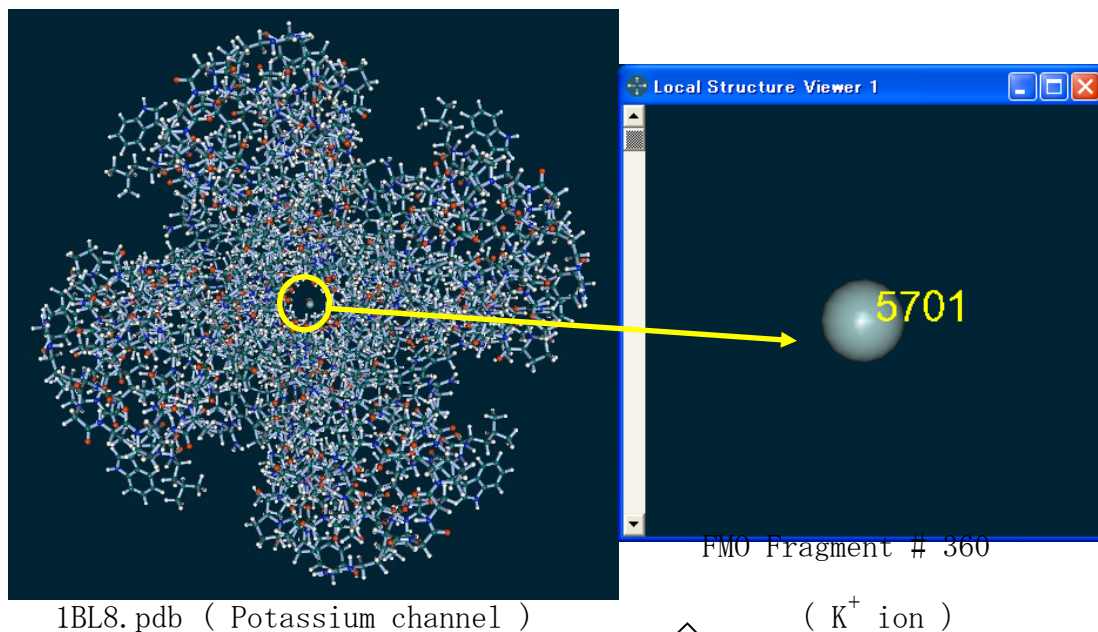 Local Structure Viewer 1
5701
FMO Fragment # 360
1BL8.pdb ( Potassium channel )
( K+ ion )